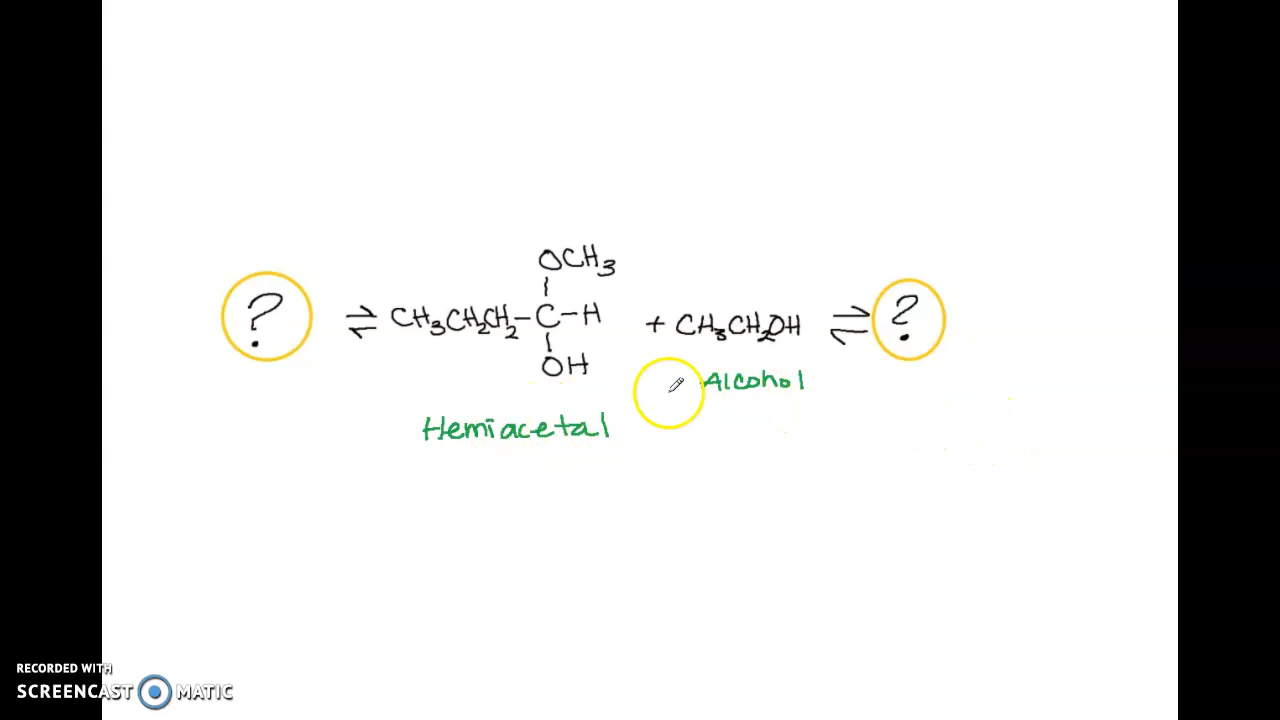 OCH3
? ⇌ CH3CH2CH2-C-H + CH3CH2OH ⇌ ?
OH
Alcohol
Hemiacetal
RECORDED WITH
SCREENCAST MATIC